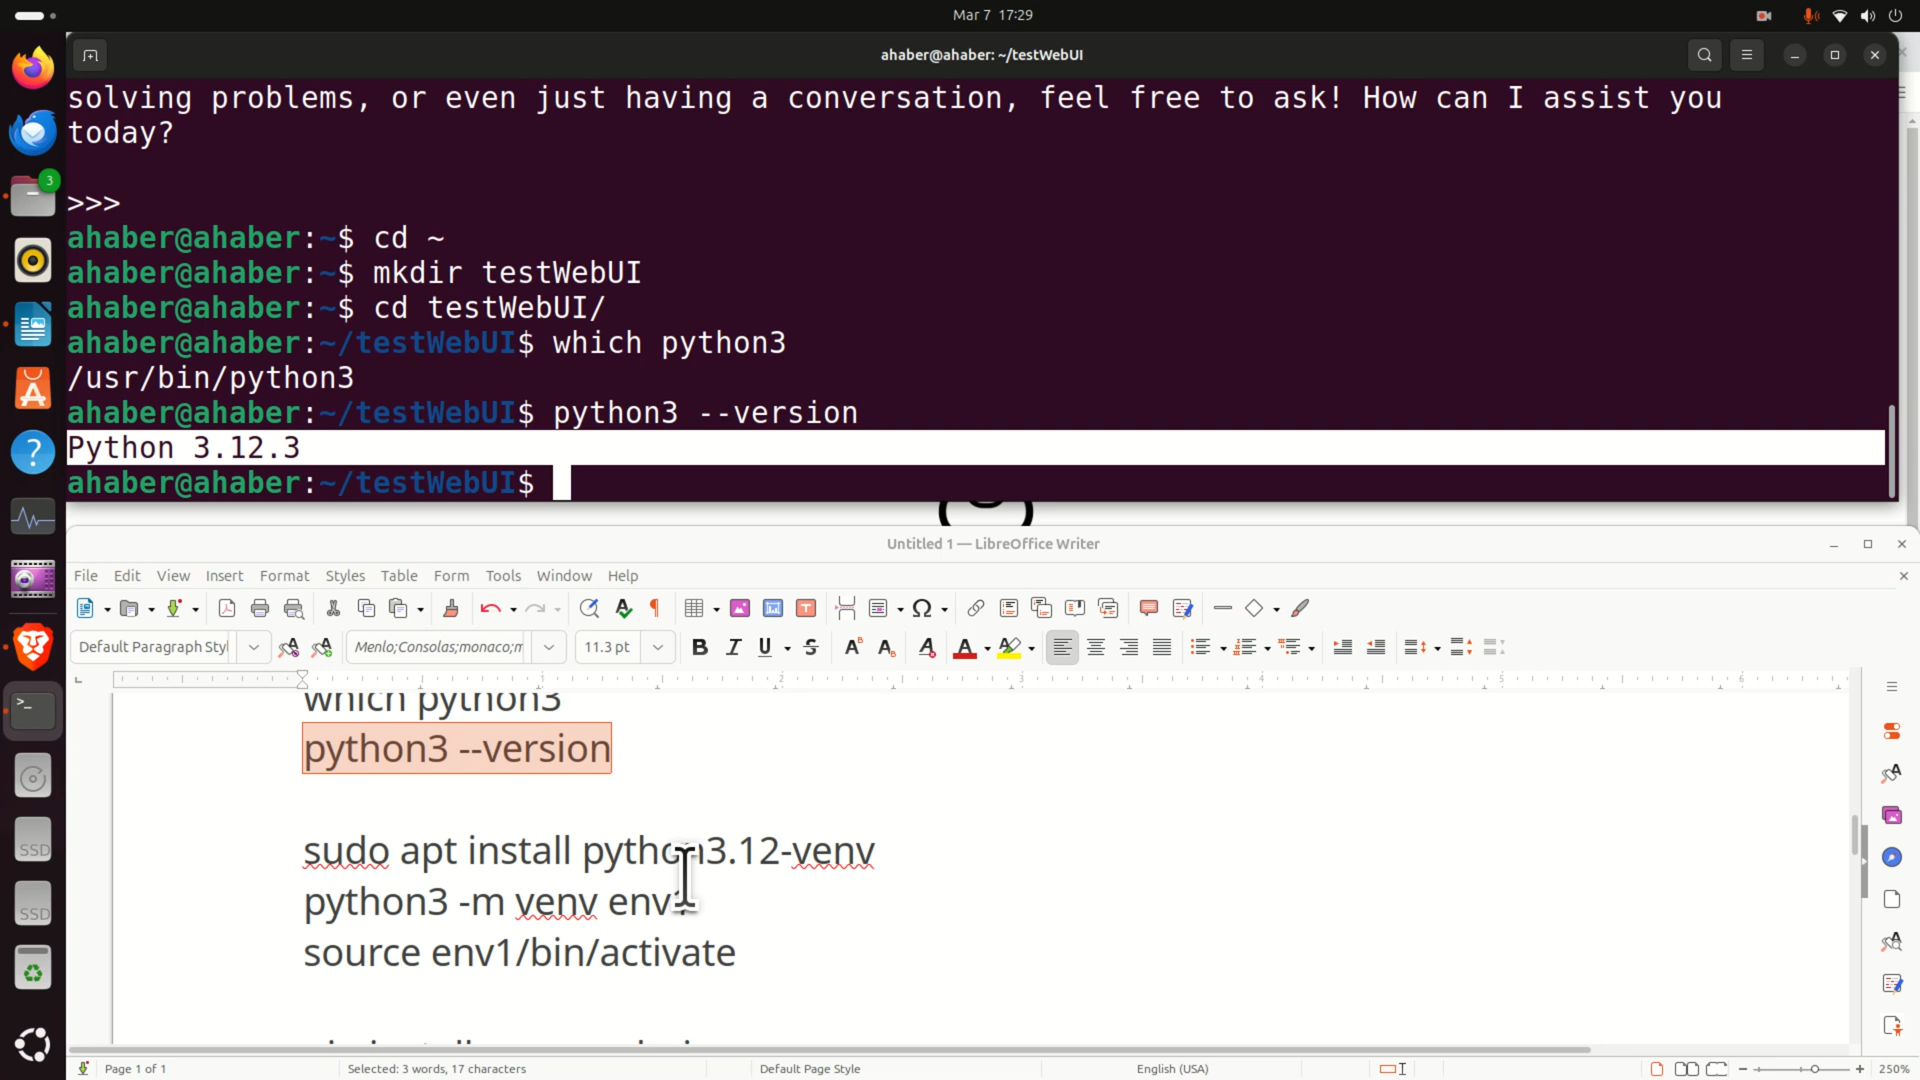 Mar 7 17:29
ahaber@ahaber: ~/testWebUI
solving problems, or even just having a conversation, feel free to ask! How can I assist you
today?
>>>
ahaber@ahaber:~$ cd ~
ahaber@ahaber:~$ mkdir testWebUI
ahaber@ahaber:~$ cd testWebUI/
ahaber@ahaber:~/testWebUI$ which python3
/usr/bin/python3
ahaber@ahaber:~/testWebUI$ python3 --version
Python 3.12.3
ahaber@ahaber:~/testWebUI$
3
SSD
SSD
Untitled 1 — LibreOffice Writer
File Edit View Insert Format Styles Table Form Tools Window Help
Default Paragraph Styl
Menlo;Consolas;monaco;m
11.3 pt
which python3
python3 --version
sudo apt install python3.12-venv
python3 -m venv env1
source env1/bin/activate
Page 1 of 1
Selected: 3 words, 17 characters
Default Page Style
English (USA)
250%